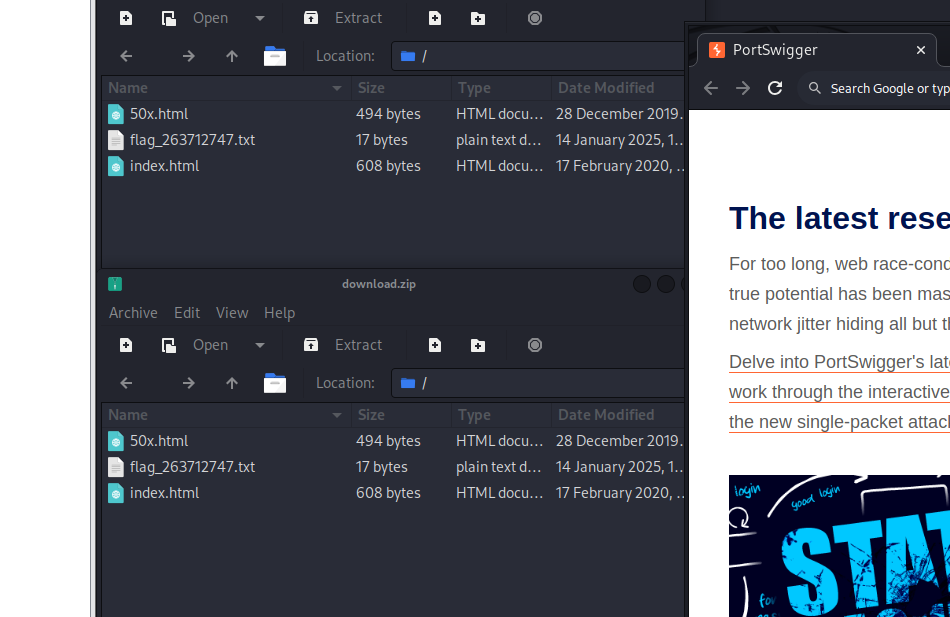 Open
Extract
Location: /
Name Size Type Date Modified
50x.html 494 bytes HTML docu… 28 December 2019…
flag_263712747.txt 17 bytes plain text d… 14 January 2025, 1…
index.html 608 bytes HTML docu… 17 February 2020, …
download.zip
Archive Edit View Help
Open
Extract
Location: /
Name Size Type Date Modified
50x.html 494 bytes HTML docu… 28 December 2019…
flag_263712747.txt 17 bytes plain text d… 14 January 2025, 1…
index.html 608 bytes HTML docu… 17 February 2020, …
PortSwigger
Search Google or typ
The latest rese
For too long, web race-cond
true potential has been mas
network jitter hiding all but th
Delve into PortSwigger's late
work through the interactive
the new single-packet attack
login
good login
STAT